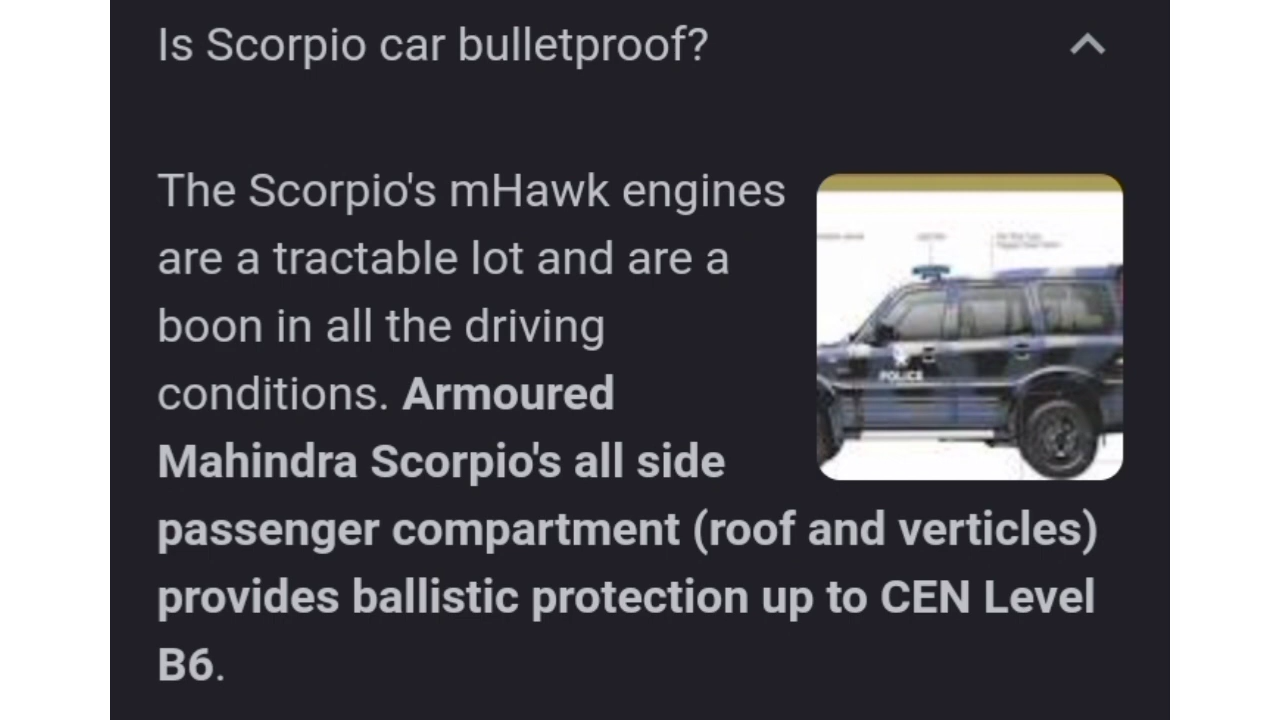 Is Scorpio car bulletproof?
The Scorpio's mHawk engines
are a tractable lot and are a
boon in all the driving
conditions. Armoured
Mahindra Scorpio's all side
passenger compartment (roof and verticles)
provides ballistic protection up to CEN Level
B6.
POLICE